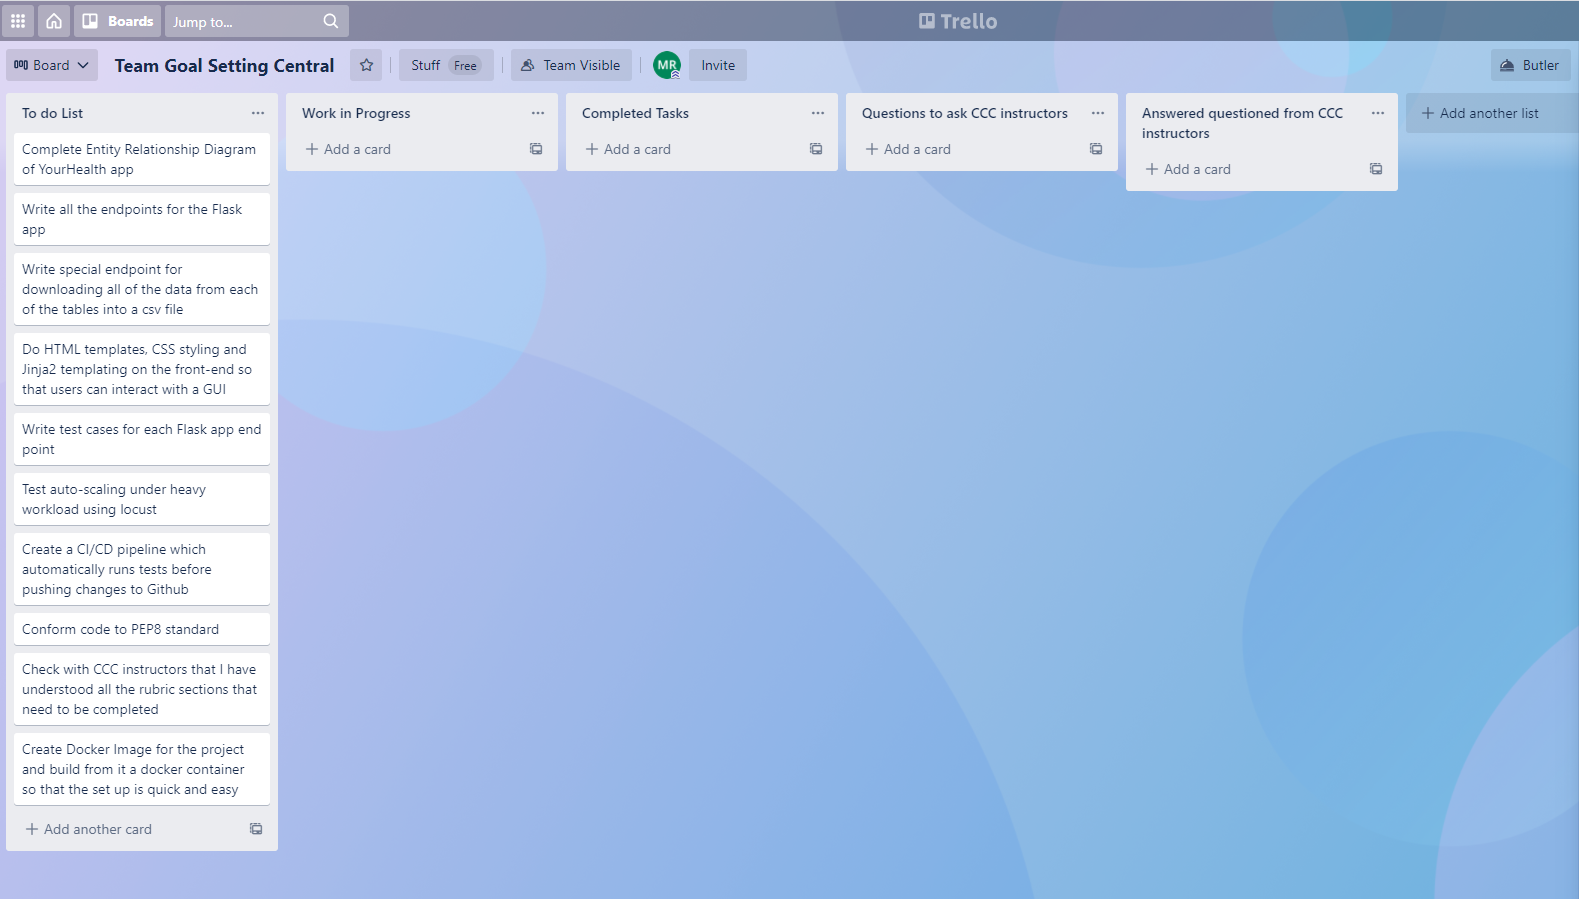 Boards
Jump to...
Trello
Board
Team Goal Setting Central
Stuff Free
Team Visible
MR
Invite
Butler
To do List
Complete Entity Relationship Diagram
of YourHealth app
Write all the endpoints for the Flask
app
Write special endpoint for
downloading all of the data from each
of the tables into a csv file
Do HTML templates, CSS styling and
Jinja2 templating on the front-end so
that users can interact with a GUI
Write test cases for each Flask app end
point
Test auto-scaling under heavy
workload using locust
Create a CI/CD pipeline which
automatically runs tests before
pushing changes to Github
Conform code to PEP8 standard
Check with CCC instructors that I have
understood all the rubric sections that
need to be completed
Create Docker Image for the project
and build from it a docker container
so that the set up is quick and easy
+ Add another card
Work in Progress
+ Add a card
Completed Tasks
+ Add a card
Questions to ask CCC instructors
+ Add a card
Answered questioned from CCC
instructors
+ Add a card
+ Add another list